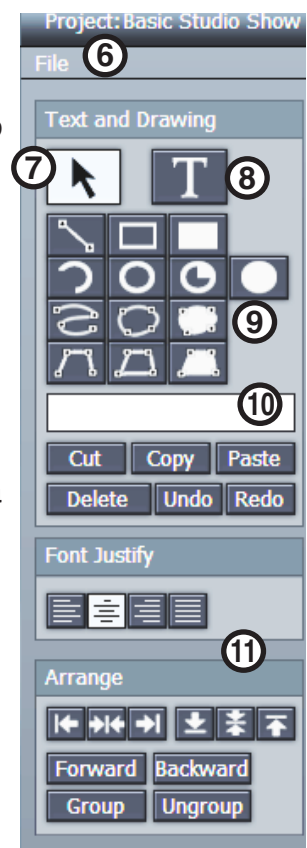 Project: Basic Studio Show
File 6
Text and Drawing
7 T 8
9
10
Cut Copy Paste
Delete Undo Redo
Font Justify
11
Arrange
Forward Backward
Group Ungroup